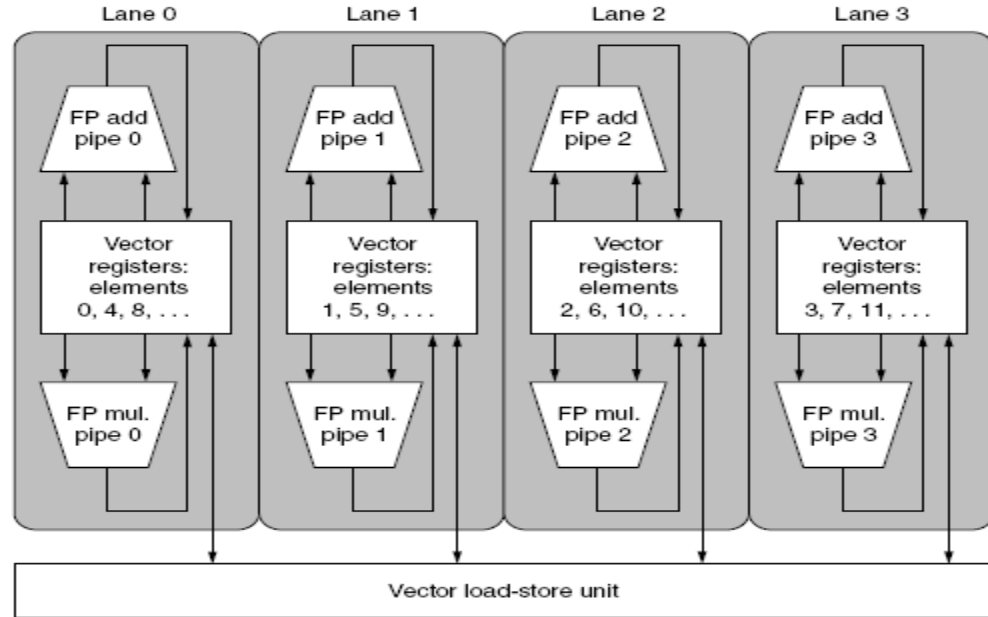 Lane 0
Lane 1
Lane 2
Lane 3
FP add
pipe 0
FP add
pipe 1
FP add
pipe 2
FP add
pipe 3
Vector
registers:
elements
0, 4, 8, . . .
Vector
registers:
elements
1, 5, 9, . . .
Vector
registers:
elements
2, 6, 10, . . .
Vector
registers:
elements
3, 7, 11, . . .
FP mul.
pipe 0
FP mul.
pipe 1
FP mul.
pipe 2
FP mul.
pipe 3
Vector load-store unit